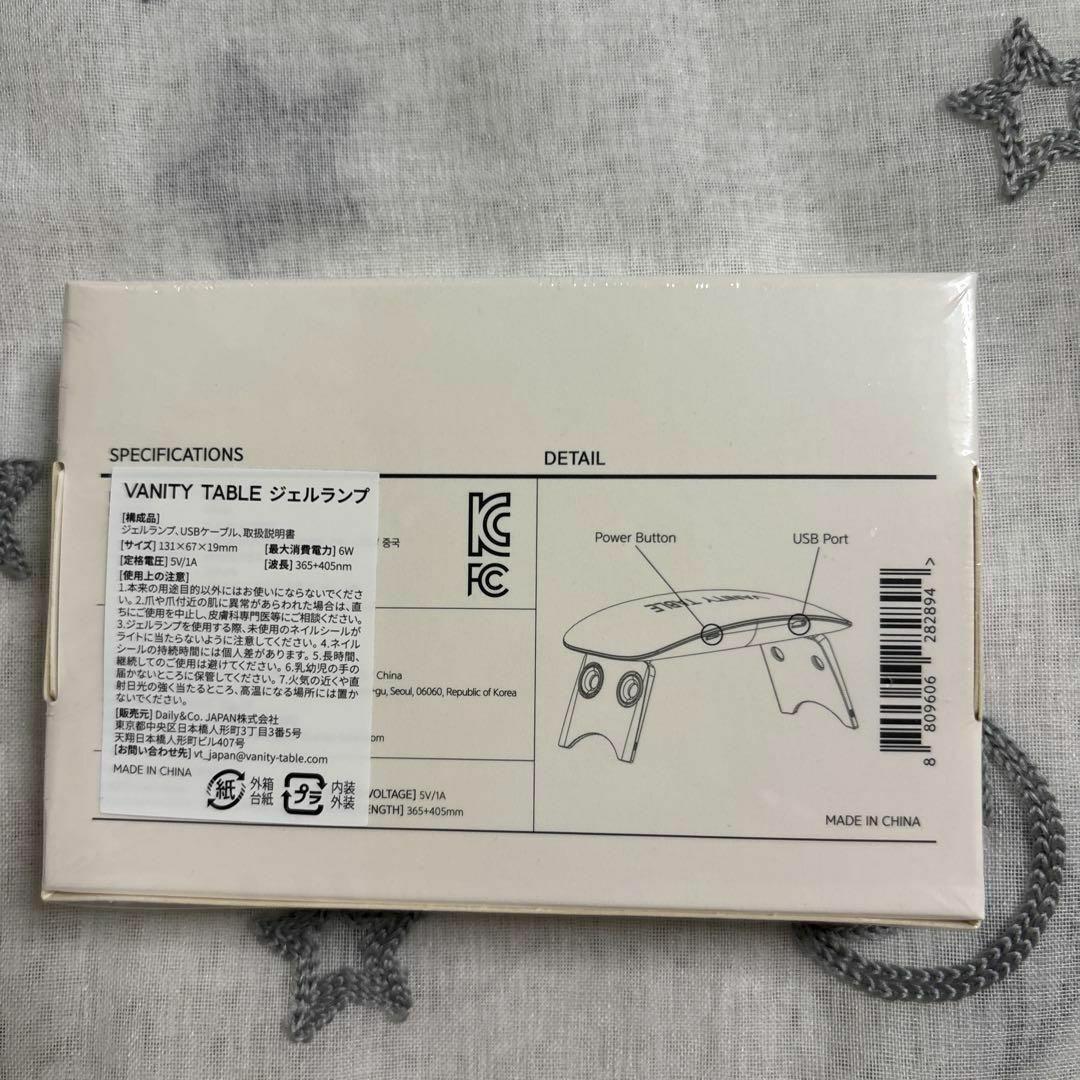 SPECIFICATIONS
VANITY TABLE ジェルランプ
[構成品]
ジェルランプ、USBケーブル、取扱説明書
[サイズ] 131×67×19mm [最大消費電力] 6W
[定格電圧] 5V/1A [波長] 365+405nm
[使用上の注意]
1.本来の用途目的以外にはお使いにならないでくださ
い。2.爪や爪付近の肌に異常があらわれた場合は、直
ちにご使用を中止し、皮膚科専門医等にご相談ください。
3.ジェルランプを使用する際、未使用のネイルシールが
ライトに当たらないように注意してください。4.ネイル
シールの持続時間には個人差があります。5.長時間、
継続してのご使用は避けてください。6.乳幼児の手の
届かないところに保管してください。7.火気の近くや直
射日光の強く当たるところ、高温になる場所には置か
ないでください。
[販売元] Daily&Co. JAPAN株式会社
東京都中央区日本橋人形町3丁目3番5号
天翔日本橋人形町ビル407号
[お問い合わせ先] vt_japan@vanity-table.com
MADE IN CHINA
紙 外箱
台紙
プラ 内装
外装
중국
KC
FC
China
-gu, Seoul, 06060, Republic of Korea
om
VOLTAGE] 5V/1A
ENGTH] 365+405mm
DETAIL
Power Button
USB Port
VANITY TABLE
8 809606 282894 >
MADE IN CHINA